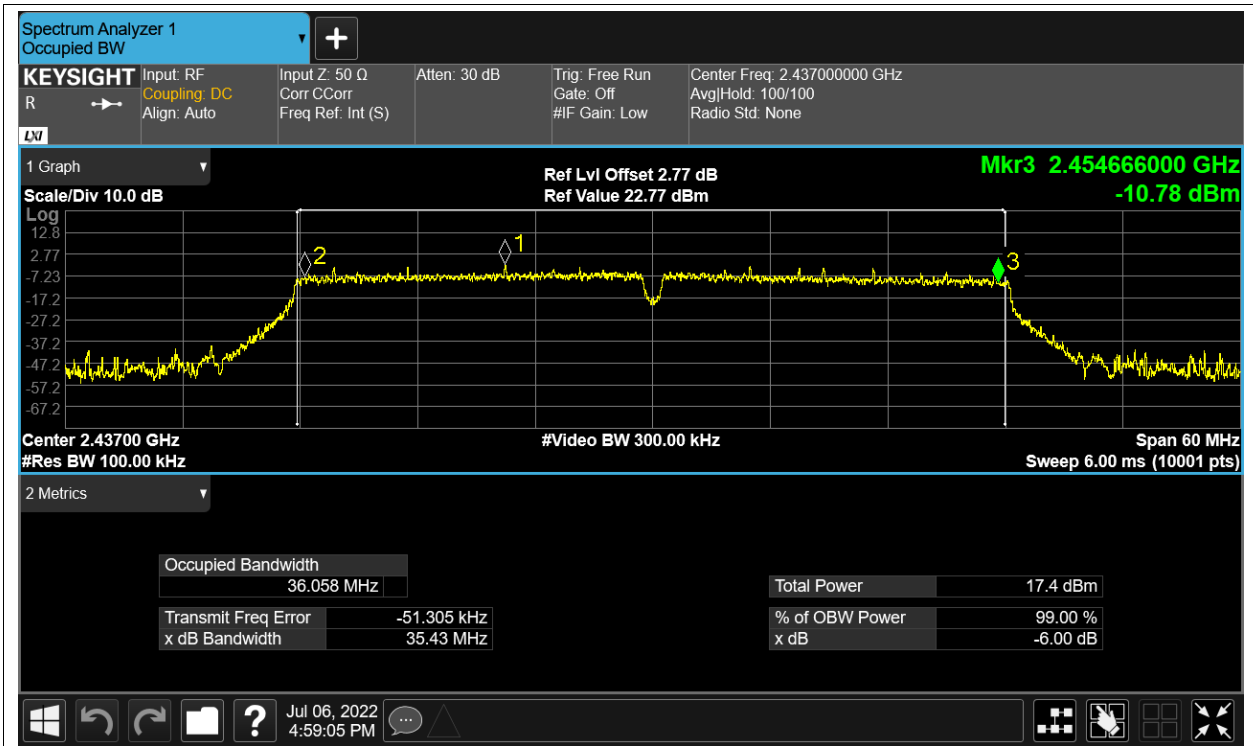 Spectrum Analyzer 1
Occupied BW
KEYSIGHT
R
LXI
Input: RF
Coupling: DC
Align: Auto
Input Z: 50 Ω
Corr CCorr
Freq Ref: Int (S)
Atten: 30 dB
Trig: Free Run
Gate: Off
#IF Gain: Low
Center Freq: 2.437000000 GHz
Avg|Hold: 100/100
Radio Std: None
1 Graph
Scale/Div 10.0 dB
Ref Lvl Offset 2.77 dB
Ref Value 22.77 dBm
Mkr3 2.454666000 GHz
-10.78 dBm
Log
12.8
2.77
-7.23
-17.2
-27.2
-37.2
-47.2
-57.2
-67.2
2
1
3
Center 2.43700 GHz
#Res BW 100.00 kHz
#Video BW 300.00 kHz
Span 60 MHz
Sweep 6.00 ms (10001 pts)
2 Metrics
Occupied Bandwidth
36.058 MHz
Transmit Freq Error -51.305 kHz
x dB Bandwidth 35.43 MHz
Total Power 17.4 dBm
% of OBW Power 99.00 %
x dB -6.00 dB
?
Jul 06, 2022
4:59:05 PM